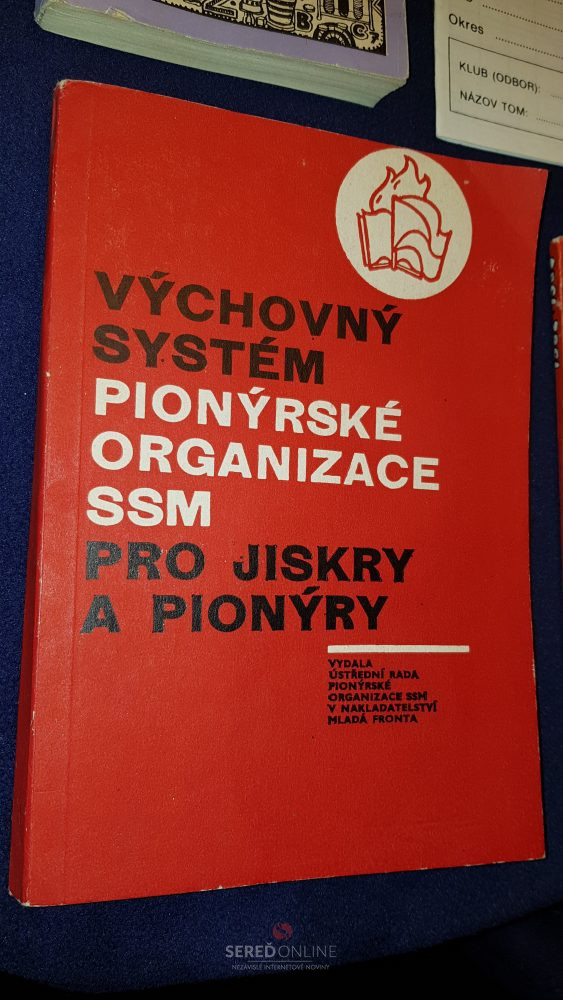 Okres
KLUB (ODBOR):
NÁZOV TOM:
VÝCHOVNÝ
SYSTÉM
PIONÝRSKÉ
ORGANIZACE
SSM
PRO JISKRY
A PIONÝRY
VYDALA
ÚSTŘEDNÍ RADA
PIONÝRSKÉ
ORGANIZACE SSM
V NAKLADATELSTVÍ
MLADÁ FRONTA
SEREĎONLINE
NEZÁVISLÉ INTERNETOVÉ NOVINY